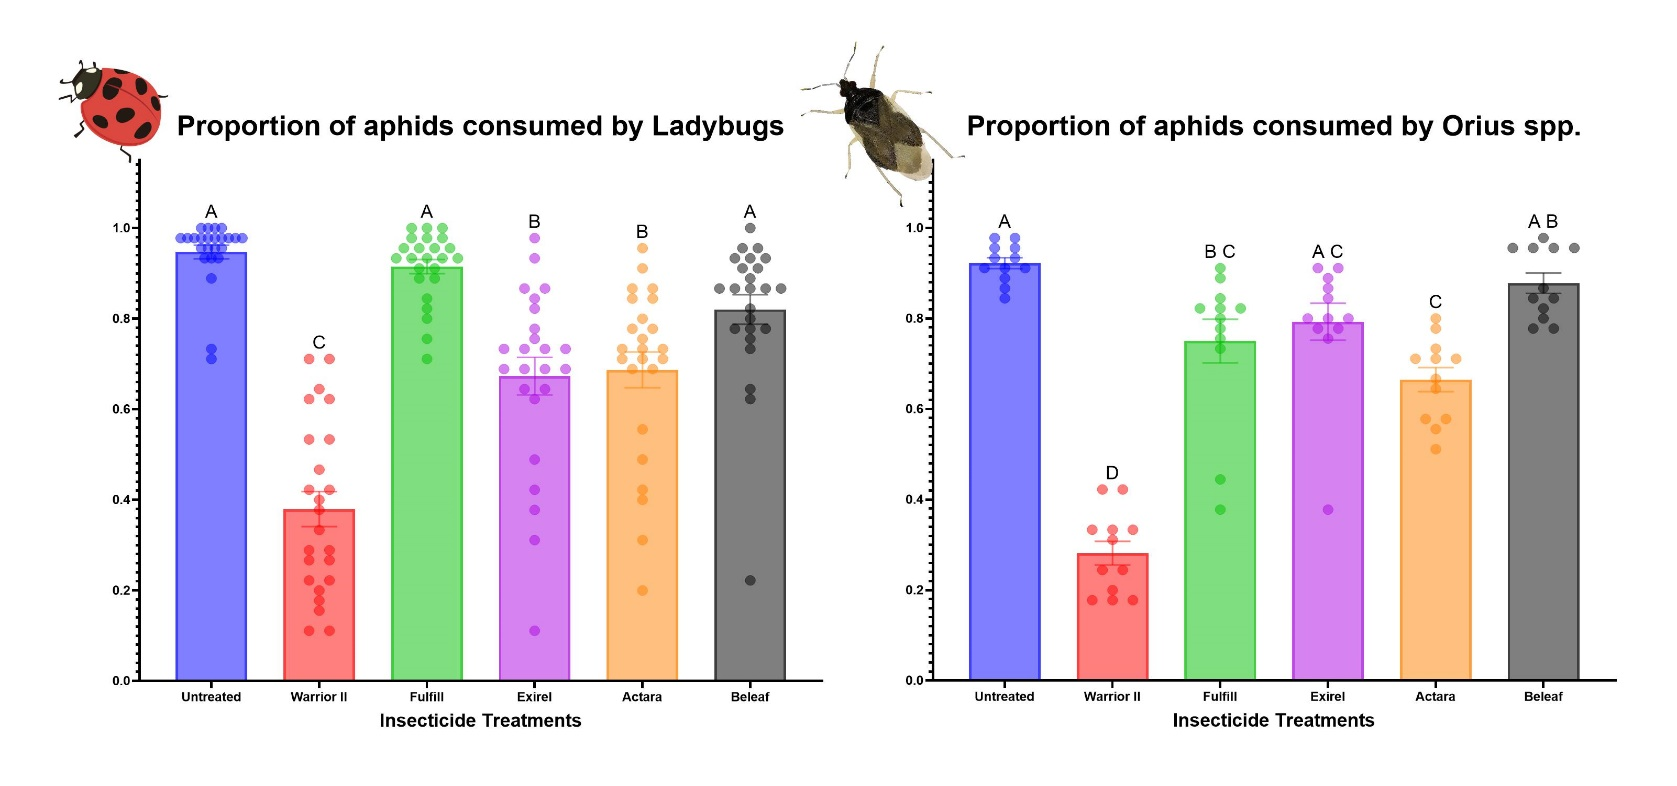 Proportion of aphids consumed by Ladybugs
A
C
A
B
B
A
1.0
0.8
0.6
0.4
0.2
0.0
Untreated Warrior II Fulfill Exirel Actara Beleaf
Insecticide Treatments
Proportion of aphids consumed by Orius spp.
A
D
B C
A C
C
A B
1.0
0.8
0.6
0.4
0.2
0.0
Untreated Warrior II Fulfill Exirel Actara Beleaf
Insecticide Treatments